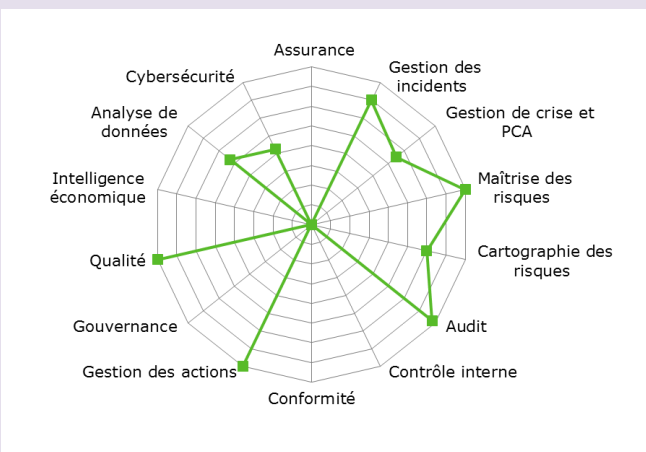 Assurance
Gestion des
incidents
Gestion de crise et
PCA
Maîtrise des
risques
Cartographie des
risques
Audit
Contrôle interne
Conformité
Gestion des actions
Gouvernance
Qualité
Intelligence
économique
Analyse de
données
Cybersécurité